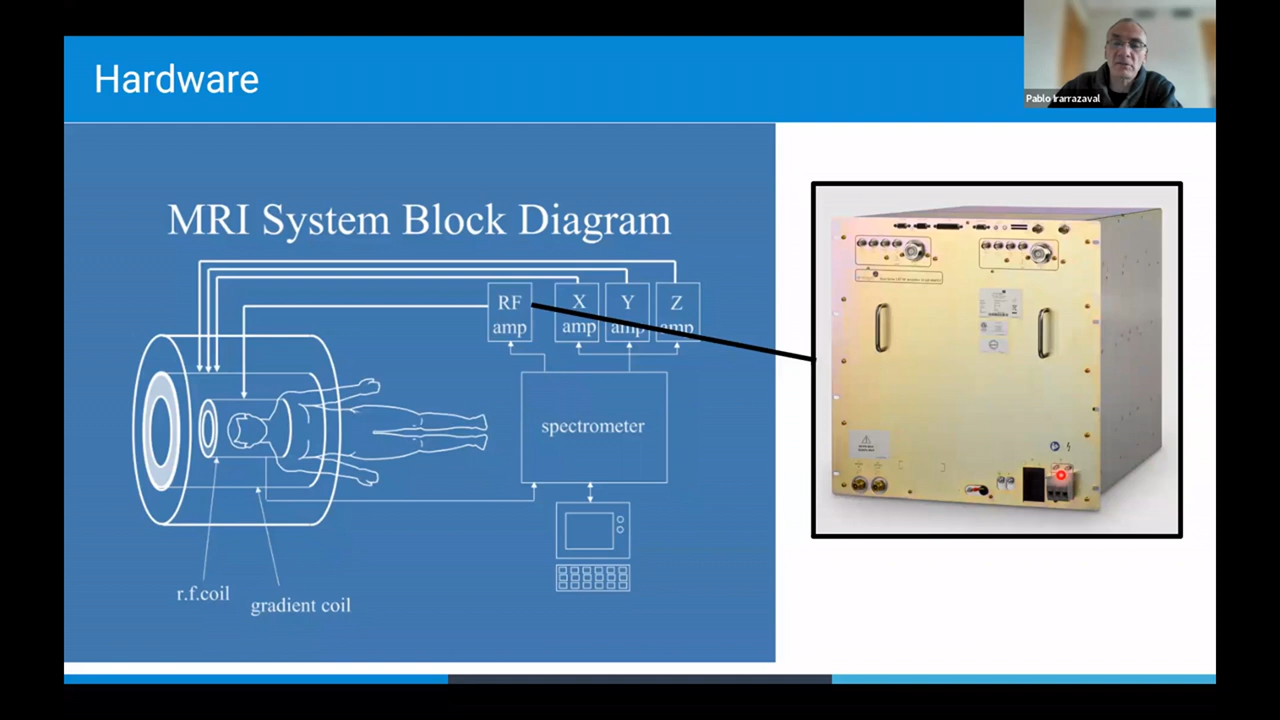 Hardware
Pablo Irarrazaval
MRI System Block Diagram
RF
amp
X
amp
Y
amp
Z
amp
spectrometer
r.f.coil
gradient coil